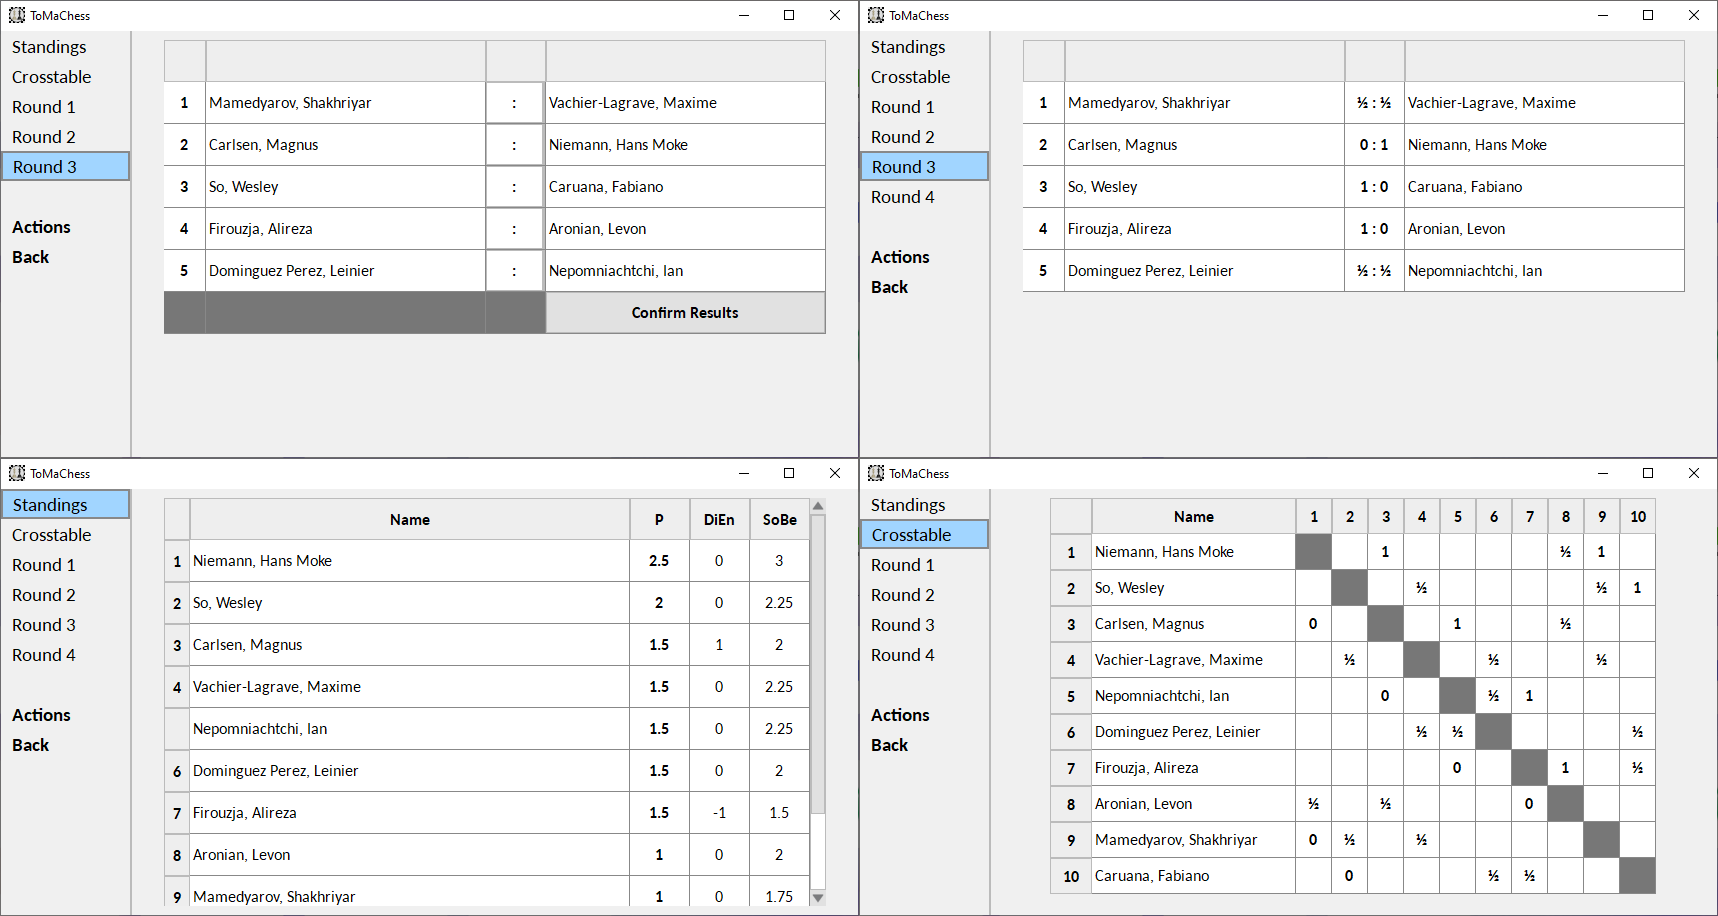 ToMaChess
Standings
Crosstable
Round 1
Round 2
Round 3
Actions
Back
1 Mamedyarov, Shakhriyar : Vachier-Lagrave, Maxime
2 Carlsen, Magnus : Niemann, Hans Moke
3 So, Wesley : Caruana, Fabiano
4 Firouzja, Alireza : Aronian, Levon
5 Dominguez Perez, Leinier : Nepomniachtchi, Ian
Confirm Results
ToMaChess
Standings
Crosstable
Round 1
Round 2
Round 3
Round 4
Actions
Back
1 Mamedyarov, Shakhriyar ½ : ½ Vachier-Lagrave, Maxime
2 Carlsen, Magnus 0 : 1 Niemann, Hans Moke
3 So, Wesley 1 : 0 Caruana, Fabiano
4 Firouzja, Alireza 1 : 0 Aronian, Levon
5 Dominguez Perez, Leinier ½ : ½ Nepomniachtchi, Ian
ToMaChess
Standings
Crosstable
Round 1
Round 2
Round 3
Round 4
Actions
Back
Name P DiEn SoBe
1 Niemann, Hans Moke 2.5 0 3
2 So, Wesley 2 0 2.25
3 Carlsen, Magnus 1.5 1 2
4 Vachier-Lagrave, Maxime 1.5 0 2.25
Nepomniachtchi, Ian 1.5 0 2.25
6 Dominguez Perez, Leinier 1.5 0 2
7 Firouzja, Alireza 1.5 -1 1.5
8 Aronian, Levon 1 0 2
9 Mamedyarov, Shakhriyar 1 0 1.75
ToMaChess
Standings
Crosstable
Round 1
Round 2
Round 3
Round 4
Actions
Back
Name 1 2 3 4 5 6 7 8 9 10
1 Niemann, Hans Moke 1 ½ 1
2 So, Wesley ½ ½ 1
3 Carlsen, Magnus 0 1 ½
4 Vachier-Lagrave, Maxime ½ ½ ½
5 Nepomniachtchi, Ian 0 ½ 1
6 Dominguez Perez, Leinier ½ ½ ½
7 Firouzja, Alireza 0 1 ½
8 Aronian, Levon ½ ½ 0
9 Mamedyarov, Shakhriyar 0 ½ ½
10 Caruana, Fabiano 0 ½ ½